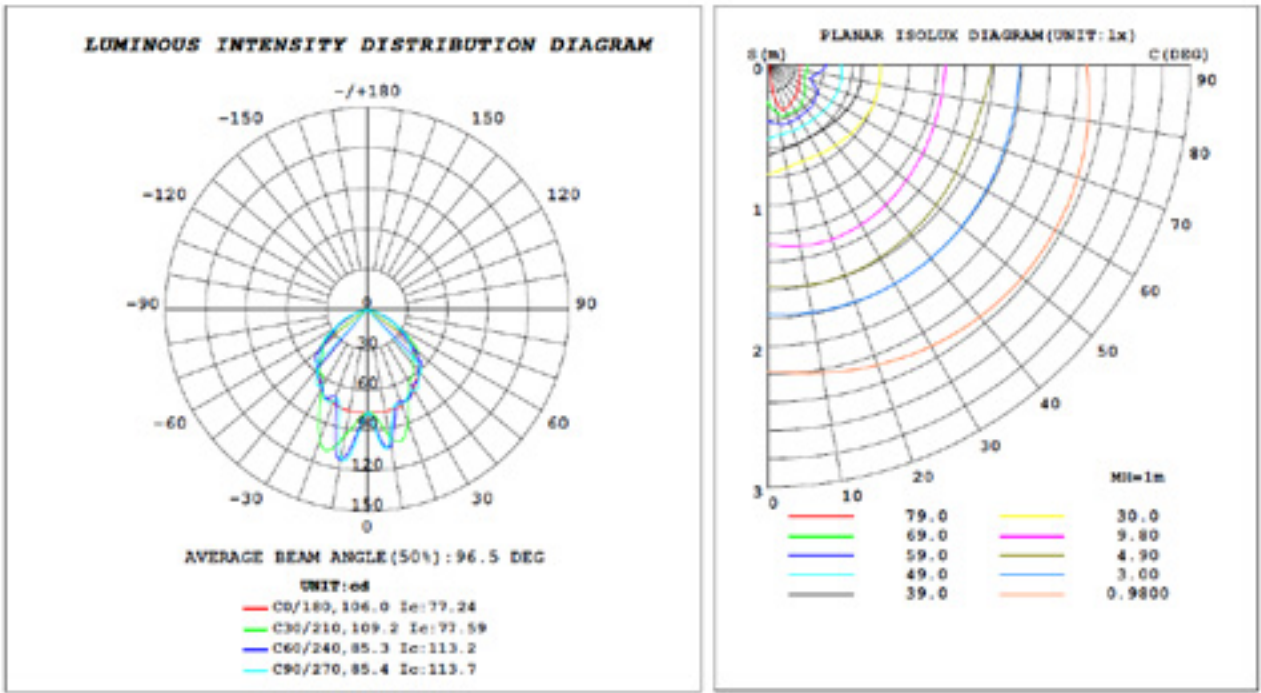 LUMINOUS INTENSITY DISTRIBUTION DIAGRAM
-/+180
-150 150
-120 120
-90 90
-60 60
-30 30
0
0
30
60
90
120
150
AVERAGE BEAM ANGLE(50%):96.5 DEG
UNIT:cd
C0/180,106.0 Ic:77.24
C30/210,109.2 Ic:77.59
C60/240,85.3 Ic:113.2
C90/270,85.4 Ic:113.7
PLANAR ISOLUX DIAGRAM(UNIT:lx)
S(m) C(DEG)
0 90
80
1 70
60
2 50
40
30
3 0 10 20
MH=1m
79.0 30.0
69.0 9.80
59.0 4.90
49.0 3.00
39.0 0.9800